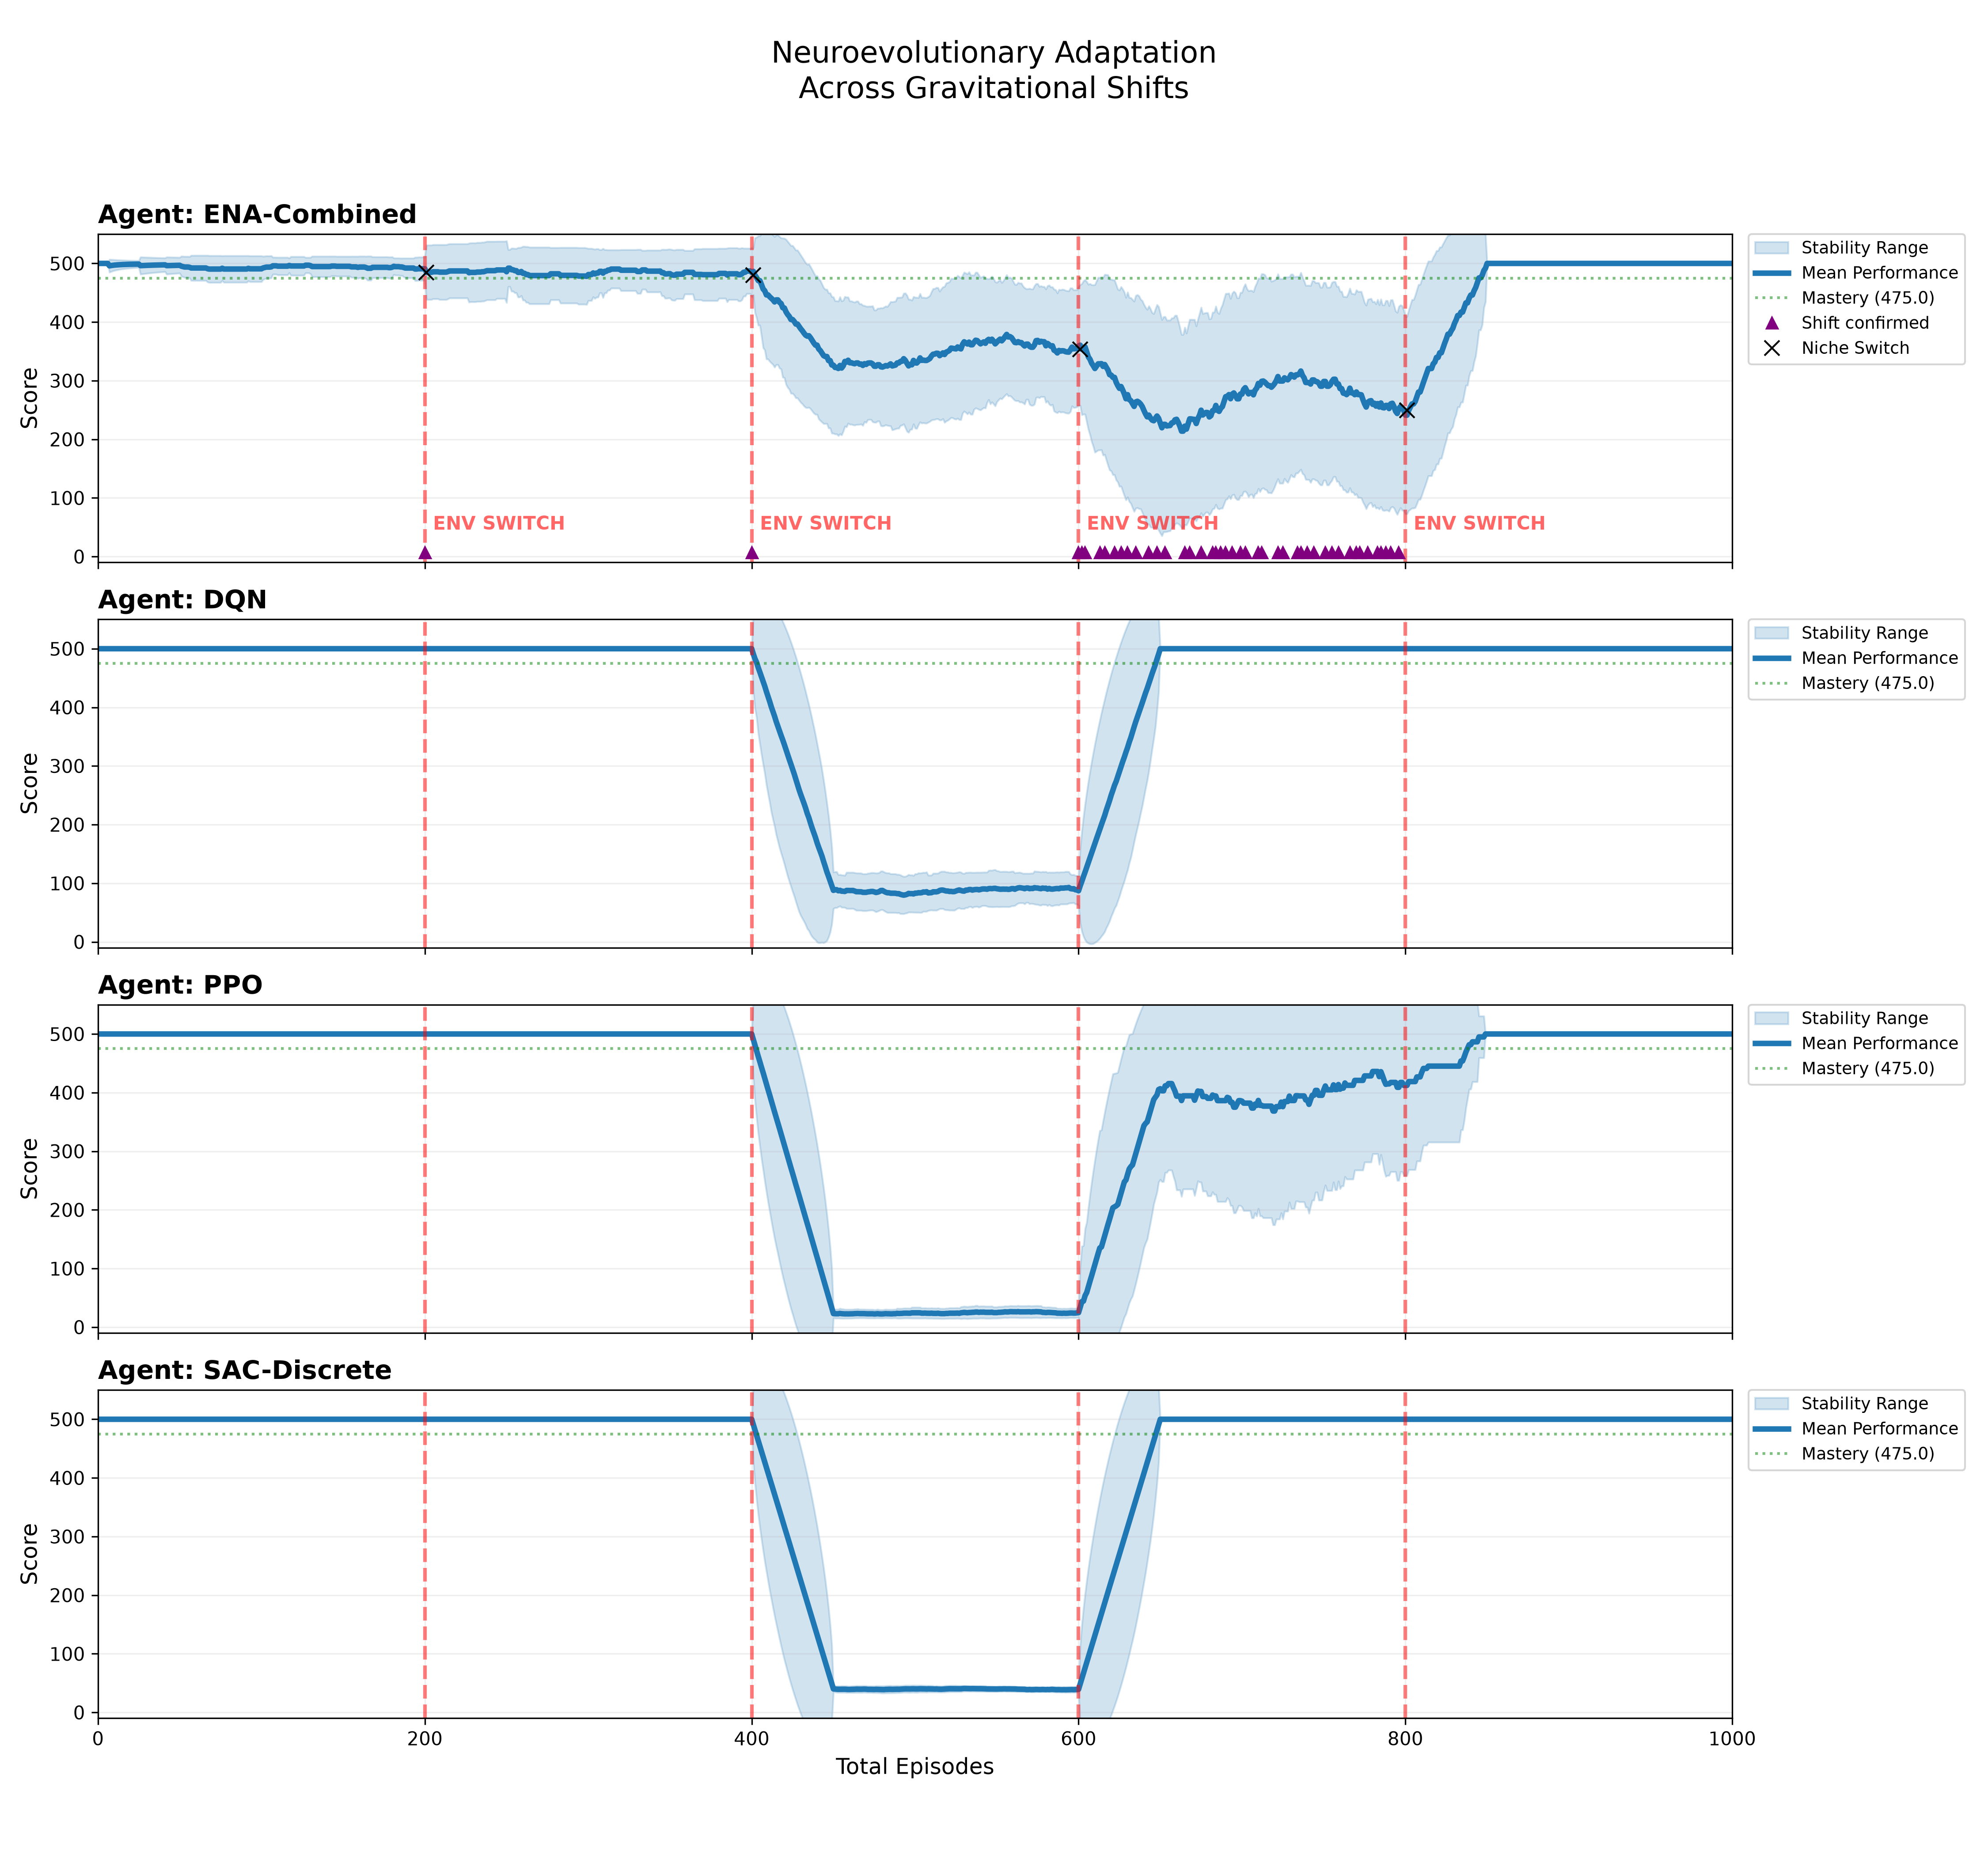 Neuroevolutionary Adaptation
Across Gravitational Shifts
Agent: ENA-Combined
Score
500
400
300
200
100
0
ENV SWITCH
ENV SWITCH
ENV SWITCH
ENV SWITCH
Stability Range
Mean Performance
Mastery (475.0)
Shift confirmed
Niche Switch
Agent: DQN
Score
500
400
300
200
100
0
Stability Range
Mean Performance
Mastery (475.0)
Agent: PPO
Score
500
400
300
200
100
0
Stability Range
Mean Performance
Mastery (475.0)
Agent: SAC-Discrete
Score
500
400
300
200
100
0
Stability Range
Mean Performance
Mastery (475.0)
0
200
400
600
800
1000
Total Episodes